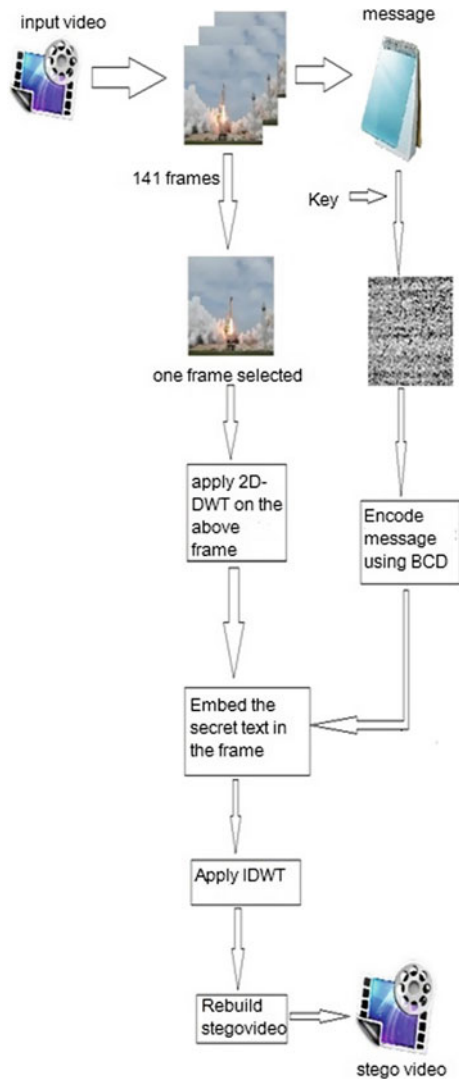 input video
message
141 frames
Key
one frame selected
apply 2D-
DWT on the
above
frame
Encode
message
using BCD
Embed the
secret text in
the frame
Apply IDWT
Rebuild
stegovideo
stego video